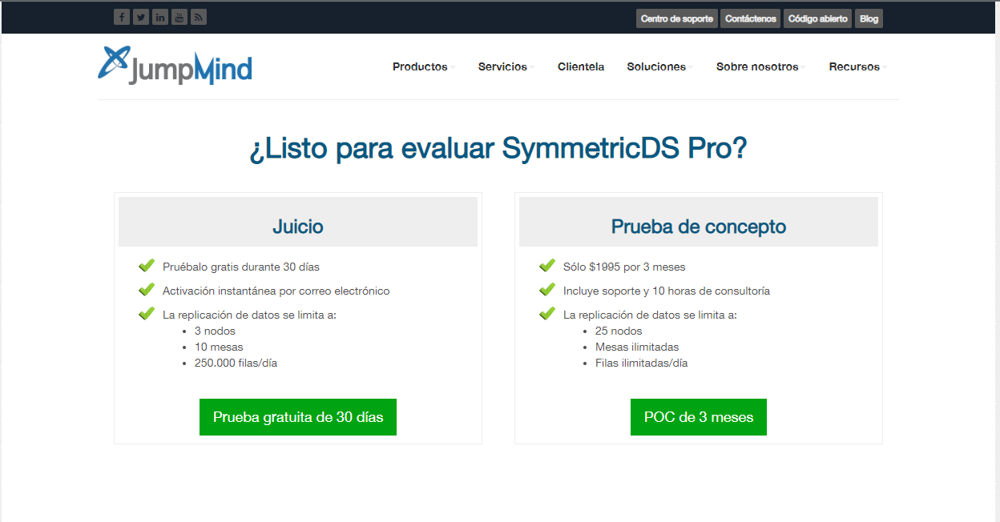 Centro de soporte Contáctenos Código abierto Blog
JumpMind
Productos Servicios Clientela Soluciones Sobre nosotros Recursos
¿Listo para evaluar SymmetricDS Pro?
Juicio
Pruébalo gratis durante 30 días
Activación instantánea por correo electrónico
La replicación de datos se limita a:
3 nodos
10 mesas
250.000 filas/día
Prueba gratuita de 30 días
Prueba de concepto
Sólo $1995 por 3 meses
Incluye soporte y 10 horas de consultoría
La replicación de datos se limita a:
25 nodos
Mesas ilimitadas
Filas ilimitadas/día
POC de 3 meses